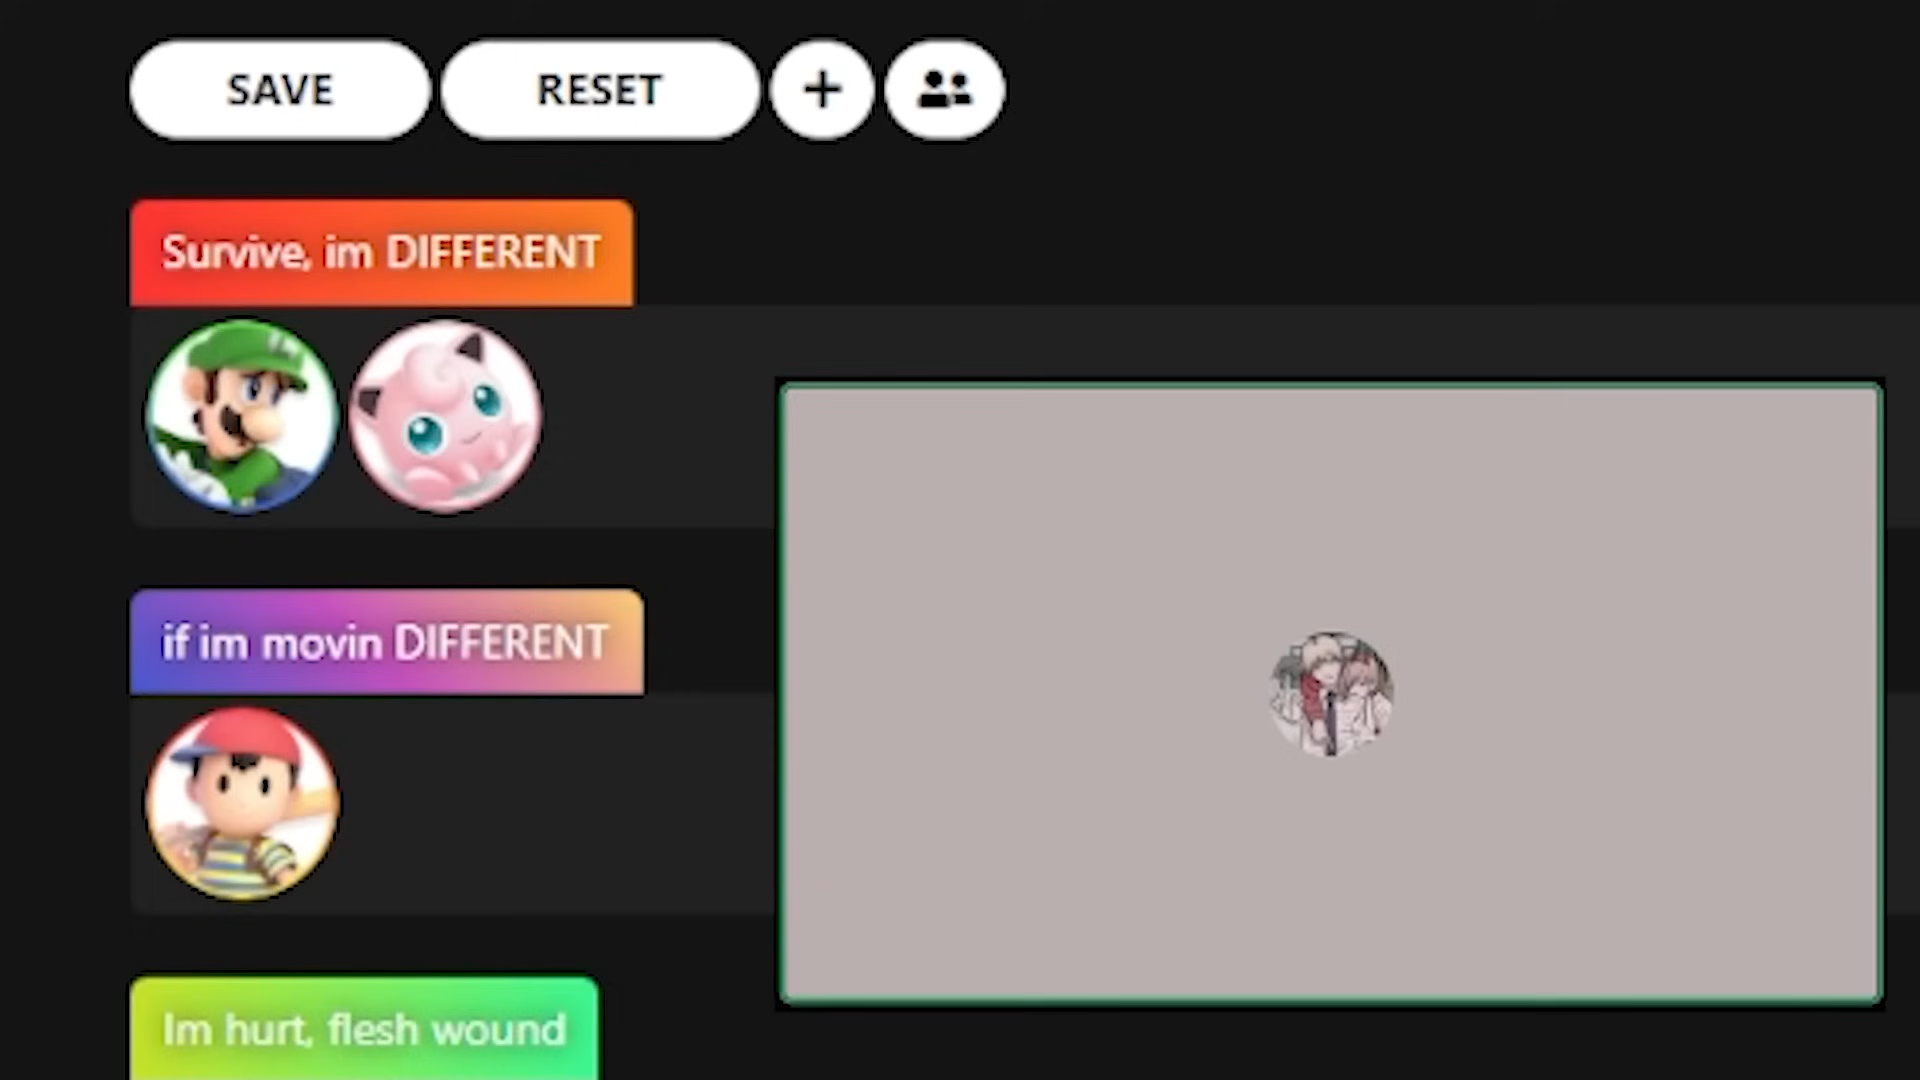 SAVE RESET
Survive, im DIFFERENT
if im movin DIFFERENT
Im hurt, flesh wound